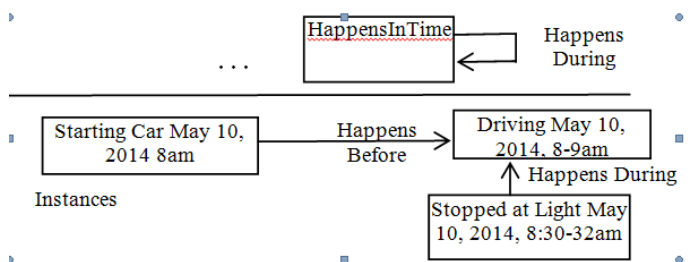 HappensInTime
Happens
During
...
Starting Car May 10,
2014 8am
Happens
Before
Driving May 10,
2014, 8-9am
Happens During
Instances
Stopped at Light May
10, 2014, 8:30-32am